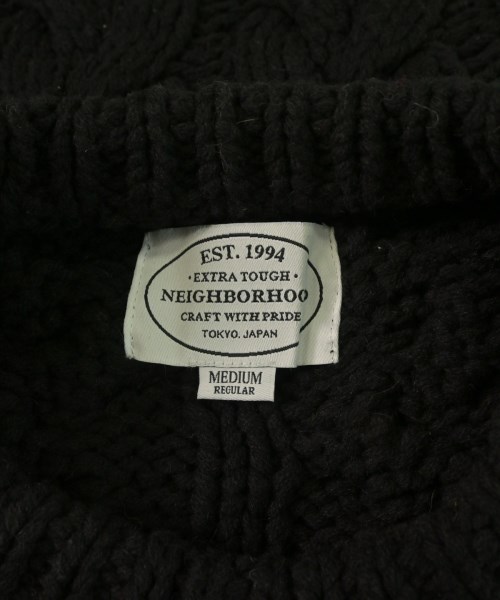 EST. 1994
· EXTRA TOUGH ·
NEIGHBORHOO
CRAFT WITH PRIDE
TOKYO, JAPAN
MEDIUM
REGULAR